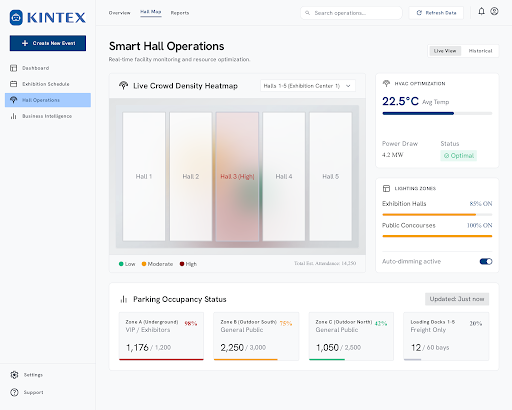 KINTEX
Overview Hall Map Reports
Search operations...
Refresh Data
Create New Event
Dashboard
Exhibition Schedule
Hall Operations
Business Intelligence
Settings
Support
Smart Hall Operations
Real-time facility monitoring and resource optimization.
Live View Historical
Live Crowd Density Heatmap
Halls 1-5 (Exhibition Center 1)
Hall 1 Hall 2 Hall 3 (High) Hall 4 Hall 5
Low Moderate High
Total Est. Attendance: 14,250
HVAC OPTIMIZATION
22.5°C Avg Temp
Power Draw Status
4.2 MW Optimal
LIGHTING ZONES
Exhibition Halls 85% ON
Public Concourses 100% ON
Auto-dimming active
Parking Occupancy Status
Updated: Just now
Zone A (Underground) 98%
VIP / Exhibitors
1,176 / 1,200
Zone B (Outdoor South) 75%
General Public
2,250 / 3,000
Zone C (Outdoor North) 42%
General Public
1,050 / 2,500
Loading Docks 1-5 20%
Freight Only
12 / 60 bays